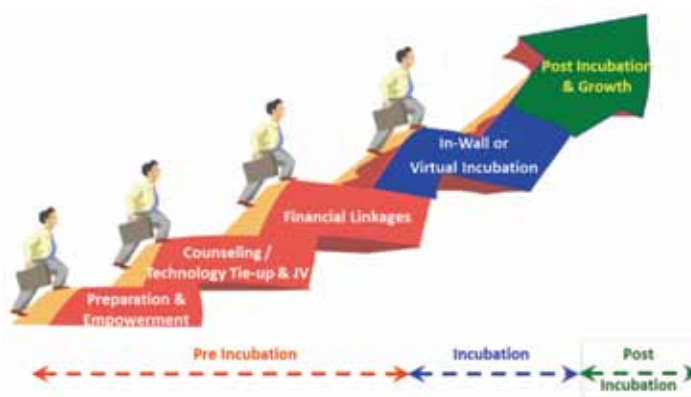 Post Incubation
& Growth
In-Wall or
Virtual Incubation
Financial Linkages
Counseling /
Technology Tie-up & JV
Preparation &
Empowerment
Pre Incubation
Incubation
Post
Incubation